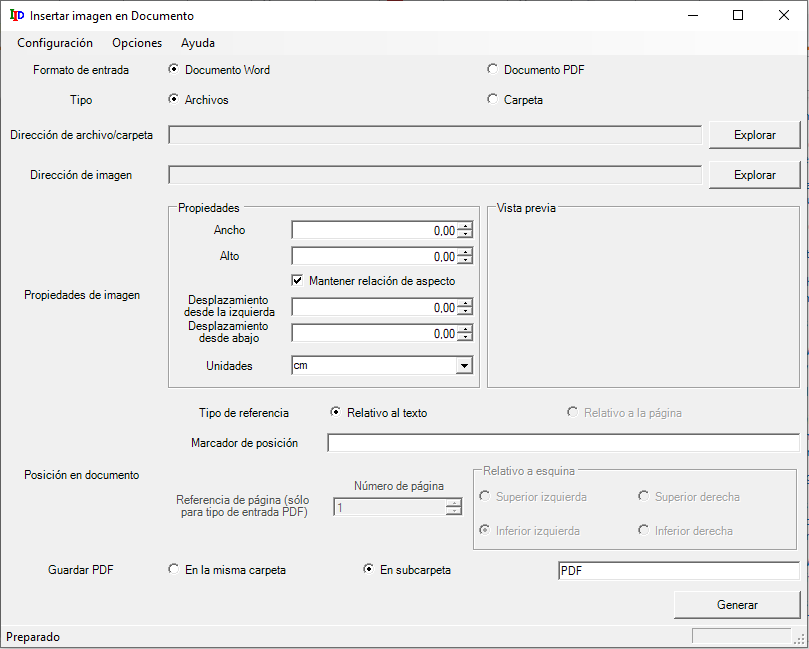 IID Insertar imagen en Documento
Configuración Opciones Ayuda
Formato de entrada Documento Word Documento PDF
Tipo Archivos Carpeta
Dirección de archivo/carpeta Explorar
Dirección de imagen Explorar
Propiedades de imagen
Propiedades
Ancho 0,00
Alto 0,00
Mantener relación de aspecto
Desplazamiento
desde la izquierda
0,00
Desplazamiento
desde abajo
0,00
Unidades cm
Vista previa
Posición en documento
Tipo de referencia Relativo al texto Relativo a la página
Marcador de posición
Referencia de página (sólo
para tipo de entrada PDF)
Número de página
1
Relativo a esquina
Superior izquierda Superior derecha
Inferior izquierda Inferior derecha
Guardar PDF En la misma carpeta En subcarpeta PDF
Generar
Preparado